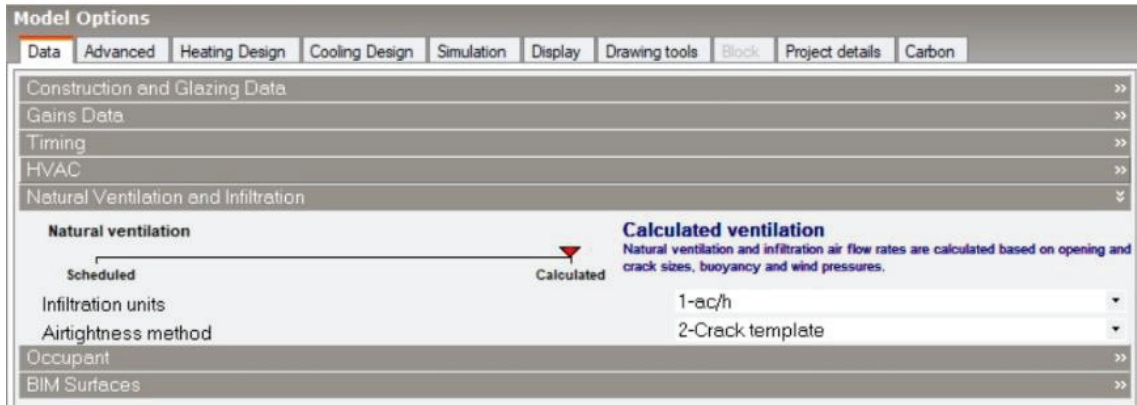 Model Options
Data Advanced Heating Design Cooling Design Simulation Display Drawing tools Block Project details Carbon
Construction and Glazing Data
Gains Data
Timing
HVAC
Natural Ventilation and Infiltration
Natural ventilation
Scheduled Calculated
Calculated ventilation
Natural ventilation and infiltration air flow rates are calculated based on opening and
crack sizes, buoyancy and wind pressures.
Infiltration units 1-ac/h
Airtightness method 2-Crack template
Occupant
BIM Surfaces